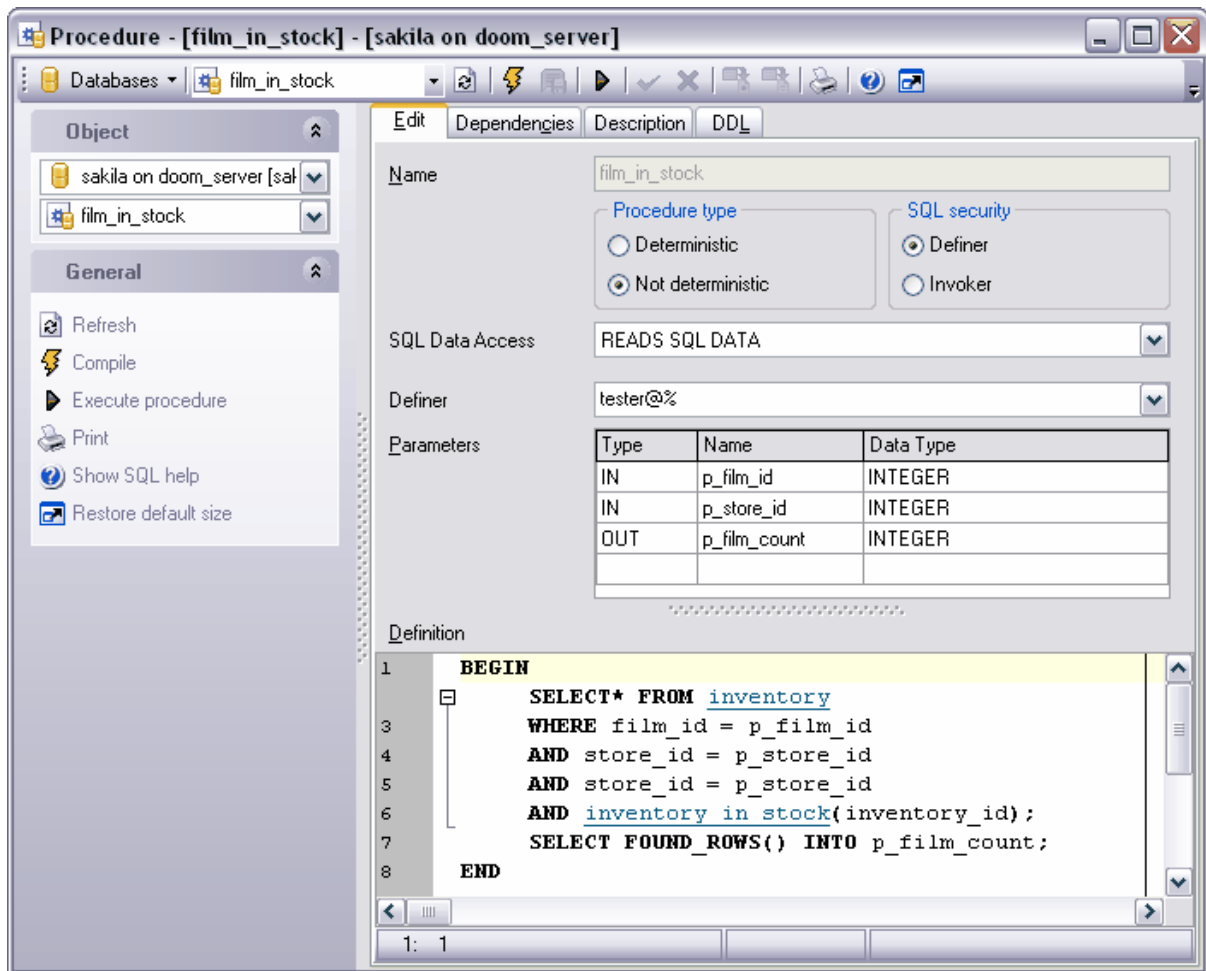 Procedure - [film_in_stock] - [sakila on doom_server]
Databases film_in_stock
Object
sakila on doom_server [sak
film_in_stock
General
Refresh
Compile
Execute procedure
Print
Show SQL help
Restore default size
Edit Dependencies Description DDL
Name film_in_stock
Procedure type SQL security
Deterministic Definer
Not deterministic Invoker
SQL Data Access READS SQL DATA
Definer tester@%
Parameters Type Name Data Type
IN p_film_id INTEGER
IN p_store_id INTEGER
OUT p_film_count INTEGER
Definition
1 BEGIN
SELECT* FROM inventory
3 WHERE film_id = p_film_id
4 AND store_id = p_store_id
5 AND store_id = p_store_id
6 AND inventory_in_stock(inventory_id);
7 SELECT FOUND_ROWS() INTO p_film_count;
8 END
1: 1